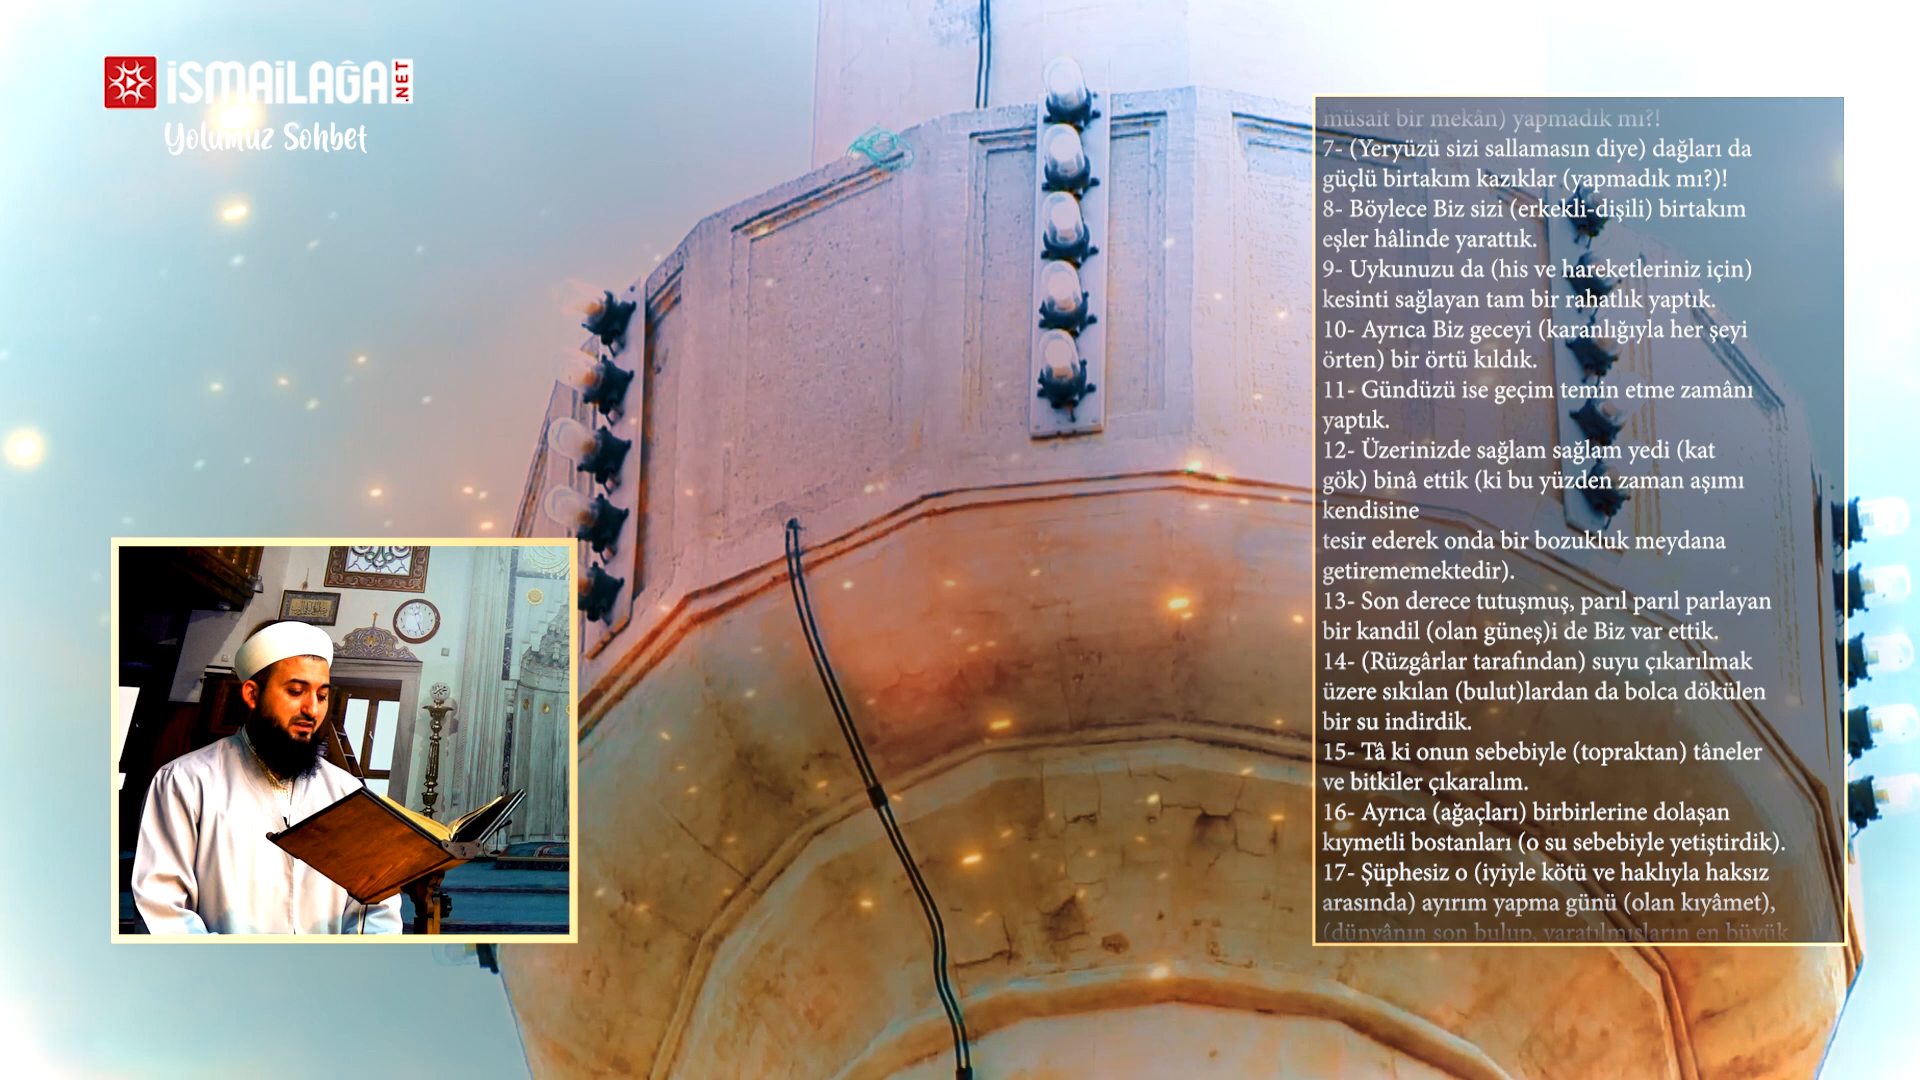 İSMAİLAĞA.NET
Yolumuz Sohbet
müsait bir mekân) yapmadık mı?!
7- (Yeryüzü sizi sallamasın diye) dağları da
güçlü birtakım kazıklar (yapmadık mı?)!
8- Böylece Biz sizi (erkekli-dişili) birtakım
eşler hâlinde yarattık.
9- Uykunuzu da (his ve hareketleriniz için)
kesinti sağlayan tam bir rahatlık yaptık.
10- Ayrıca Biz geceyi (karanlığıyla her şeyi
örten) bir örtü kıldık.
11- Gündüzü ise geçim temin etme zamânı
yaptık.
12- Üzerinizde sağlam sağlam yedi (kat
gök) binâ ettik (ki bu yüzden zaman aşımı
kendisine
tesir ederek onda bir bozukluk meydana
getirememektedir).
13- Son derece tutuşmuş, parıl parıl parlayan
bir kandil (olan güneş)i de Biz var ettik.
14- (Rüzgârlar tarafından) suyu çıkarılmak
üzere sıkılan (bulut)lardan da bolca dökülen
bir su indirdik.
15- Tâ ki onun sebebiyle (topraktan) tâneler
ve bitkiler çıkaralım.
16- Ayrıca (ağaçları) birbirlerine dolaşan
kıymetli bostanları (o su sebebiyle yetiştirdik).
17- Şüphesiz o (iyiyle kötü ve haklıyla haksız
arasında) ayırım yapma günü (olan kıyâmet),
(dünyânın son bulup, yaratılmışların en büyük